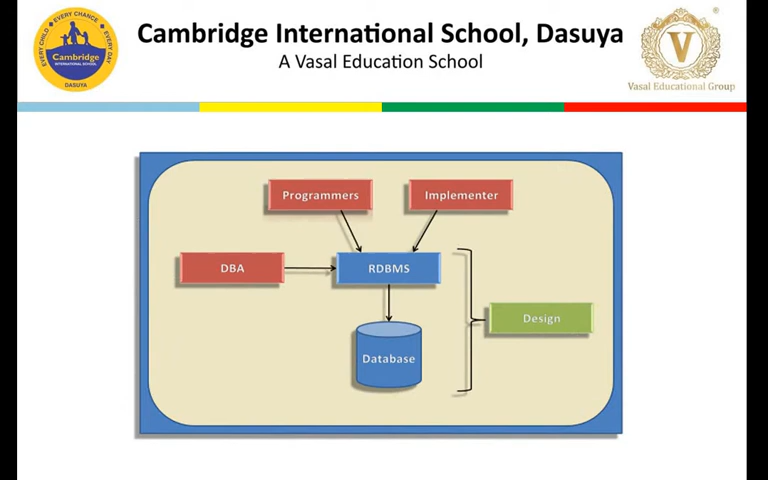 Cambridge International School, Dasuya
A Vasal Education School
EVERY CHILD ✦ EVERY CHANCE ✦ EVERY DAY
Cambridge
INTERNATIONAL SCHOOL
DASUYA
V
®
Vasal Educational Group
Programmers
Implementer
DBA
RDBMS
Design
Database